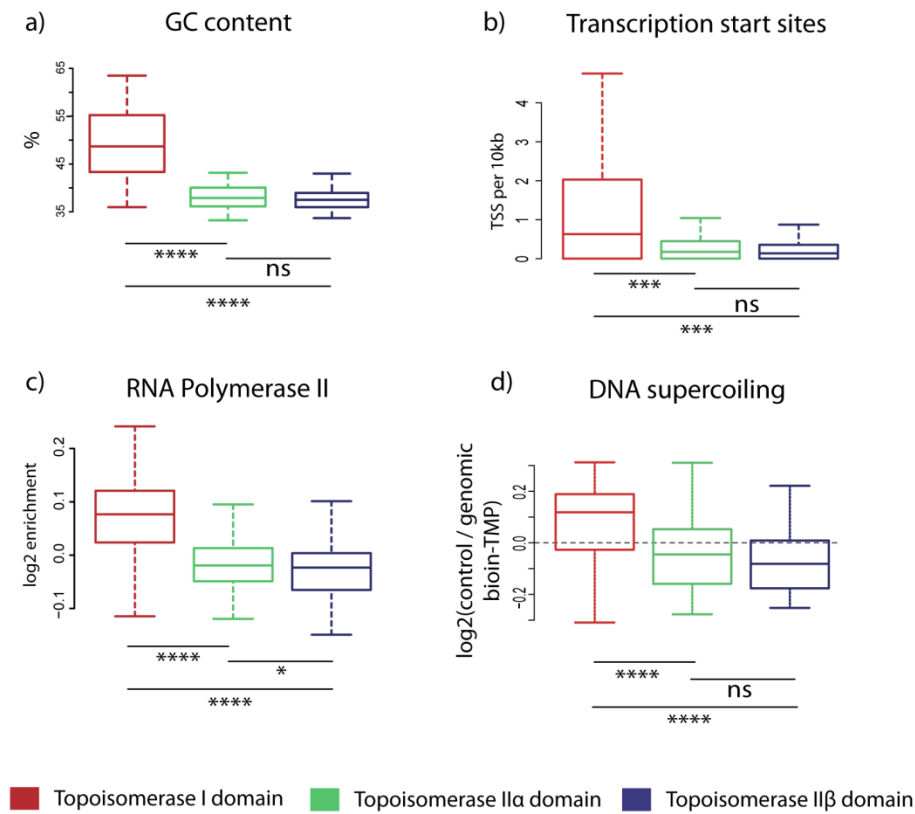 a) GC content
%
65
55
45
35
****
ns
****
b) Transcription start sites
TSS per 10kb
4
3
2
1
0
***
ns
***
c) RNA Polymerase II
log2 enrichment
0.2
0.1
0.0
−0.1
****
*
****
d) DNA supercoiling
log2(control / genomic
bioin-TMP)
0.2
0.0
−0.2
****
ns
****
Topoisomerase I domain
Topoisomerase IIα domain
Topoisomerase IIβ domain